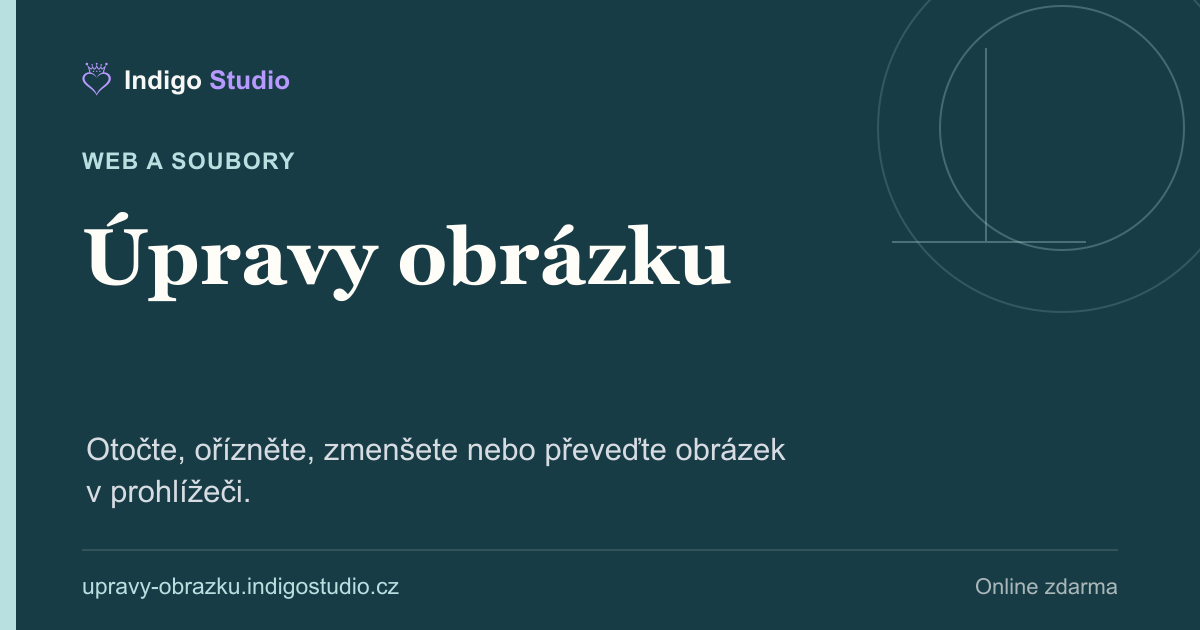 Indigo Studio
WEB A SOUBORY
Úpravy obrázku
Otočte, ořízněte, zmenšete nebo převeďte obrázek
v prohlížeči.
upravy-obrazku.indigostudio.cz
Online zdarma